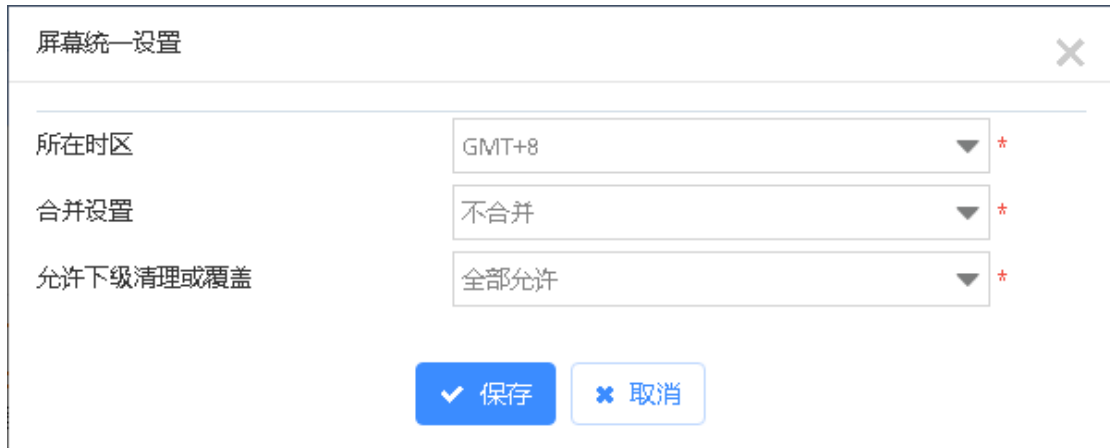 屏幕统一设置
所在时区 GMT+8 *
合并设置 不合并 *
允许下级清理或覆盖 全部允许 *
保存 取消